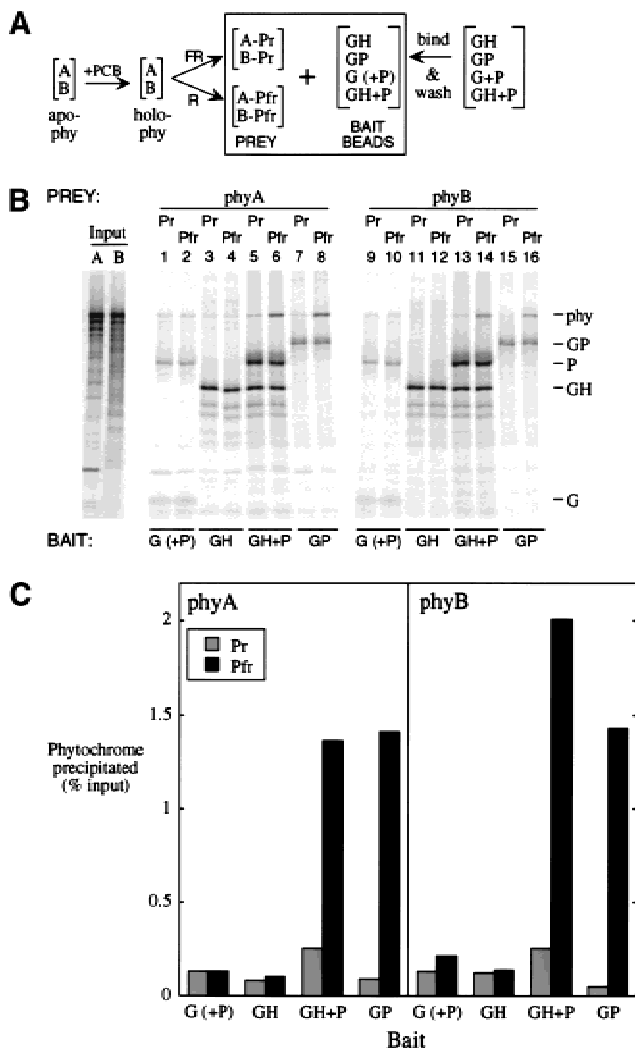 A
[A B] apo-phy +PCB [A B] holo-phy FR R
A-Pr
B-Pr
A-Pfr
B-Pfr
PREY
+
GH
GP
G (+P)
GH+P
BAIT
BEADS
bind
&
wash
GH
GP
G+P
GH+P
B
PREY: phyA phyB
Pr Pr Pr Pr Pr Pr Pr Pr
Input Pfr Pfr Pfr Pfr Pfr Pfr Pfr Pfr
A B 1 2 3 4 5 6 7 8 9 10 11 12 13 14 15 16
phy
GP
P
GH
G
BAIT: G (+P) GH GH+P GP G (+P) GH GH+P GP
C
phyA phyB
Pr
Pfr
2
1.5
1
0.5
0
Phytochrome
precipitated
(% input)
G (+P) GH GH+P GP G (+P) GH GH+P GP
Bait